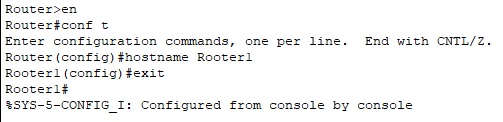 Router>en
Router#conf t
Enter configuration commands, one per line.  End with CNTL/Z.
Router(config)#hostname Rooter1
Rooter1(config)#exit
Rooter1#
%SYS-5-CONFIG_I: Configured from console by console